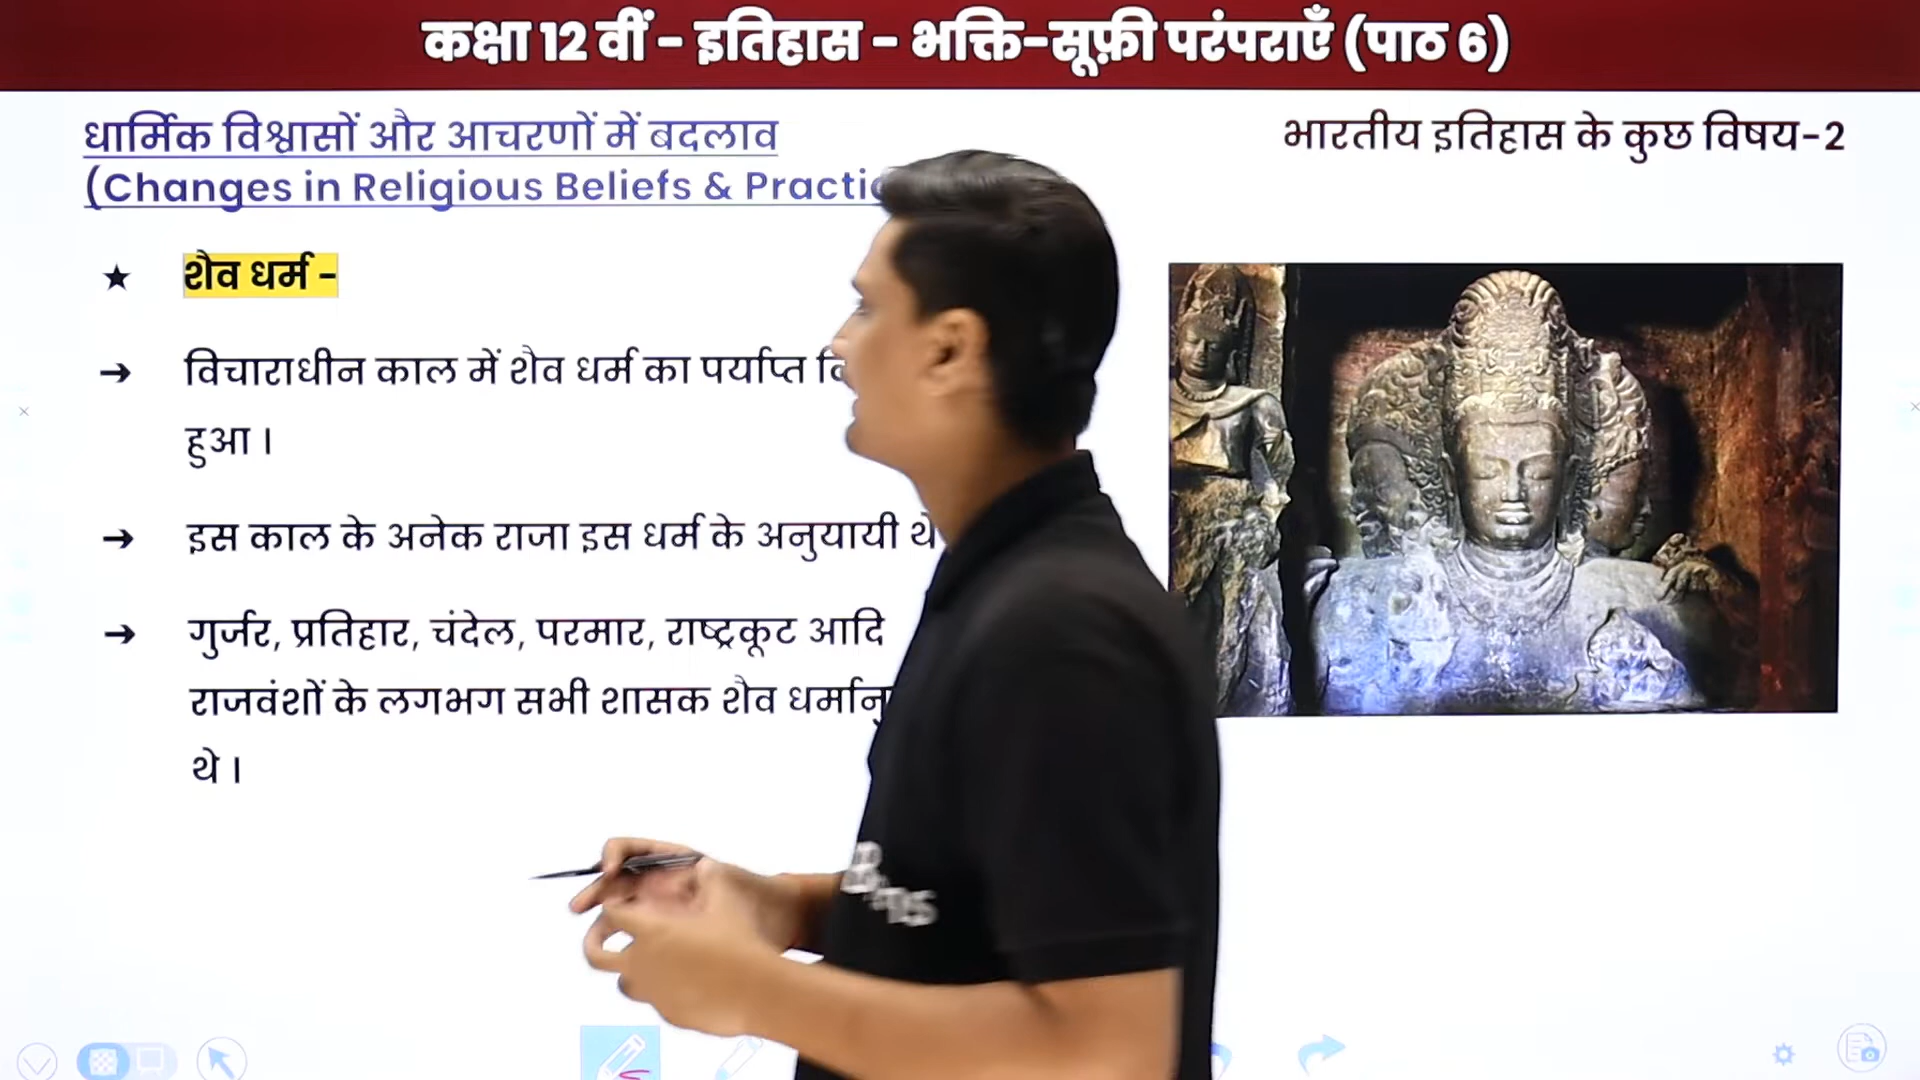 कक्षा 12 वीं - इतिहास - भक्ति-सूफ़ी परंपराएँ (पाठ 6)
धार्मिक विश्वासों और आचरणों में बदलाव
(Changes in Religious Beliefs &
भारतीय इतिहास के कुछ विषय-2
★ शैव धर्म -
→ विचाराधीन काल में शैव धर्म का पर्याप्त
हुआ ।
→ इस काल के अनेक राजा इस धर्म के अनुयायी थे
→ गुर्जर, प्रतिहार, चंदेल, परमार, राष्ट्रकूट आदि
राजवंशों के लगभग सभी शासक शैव
थे ।